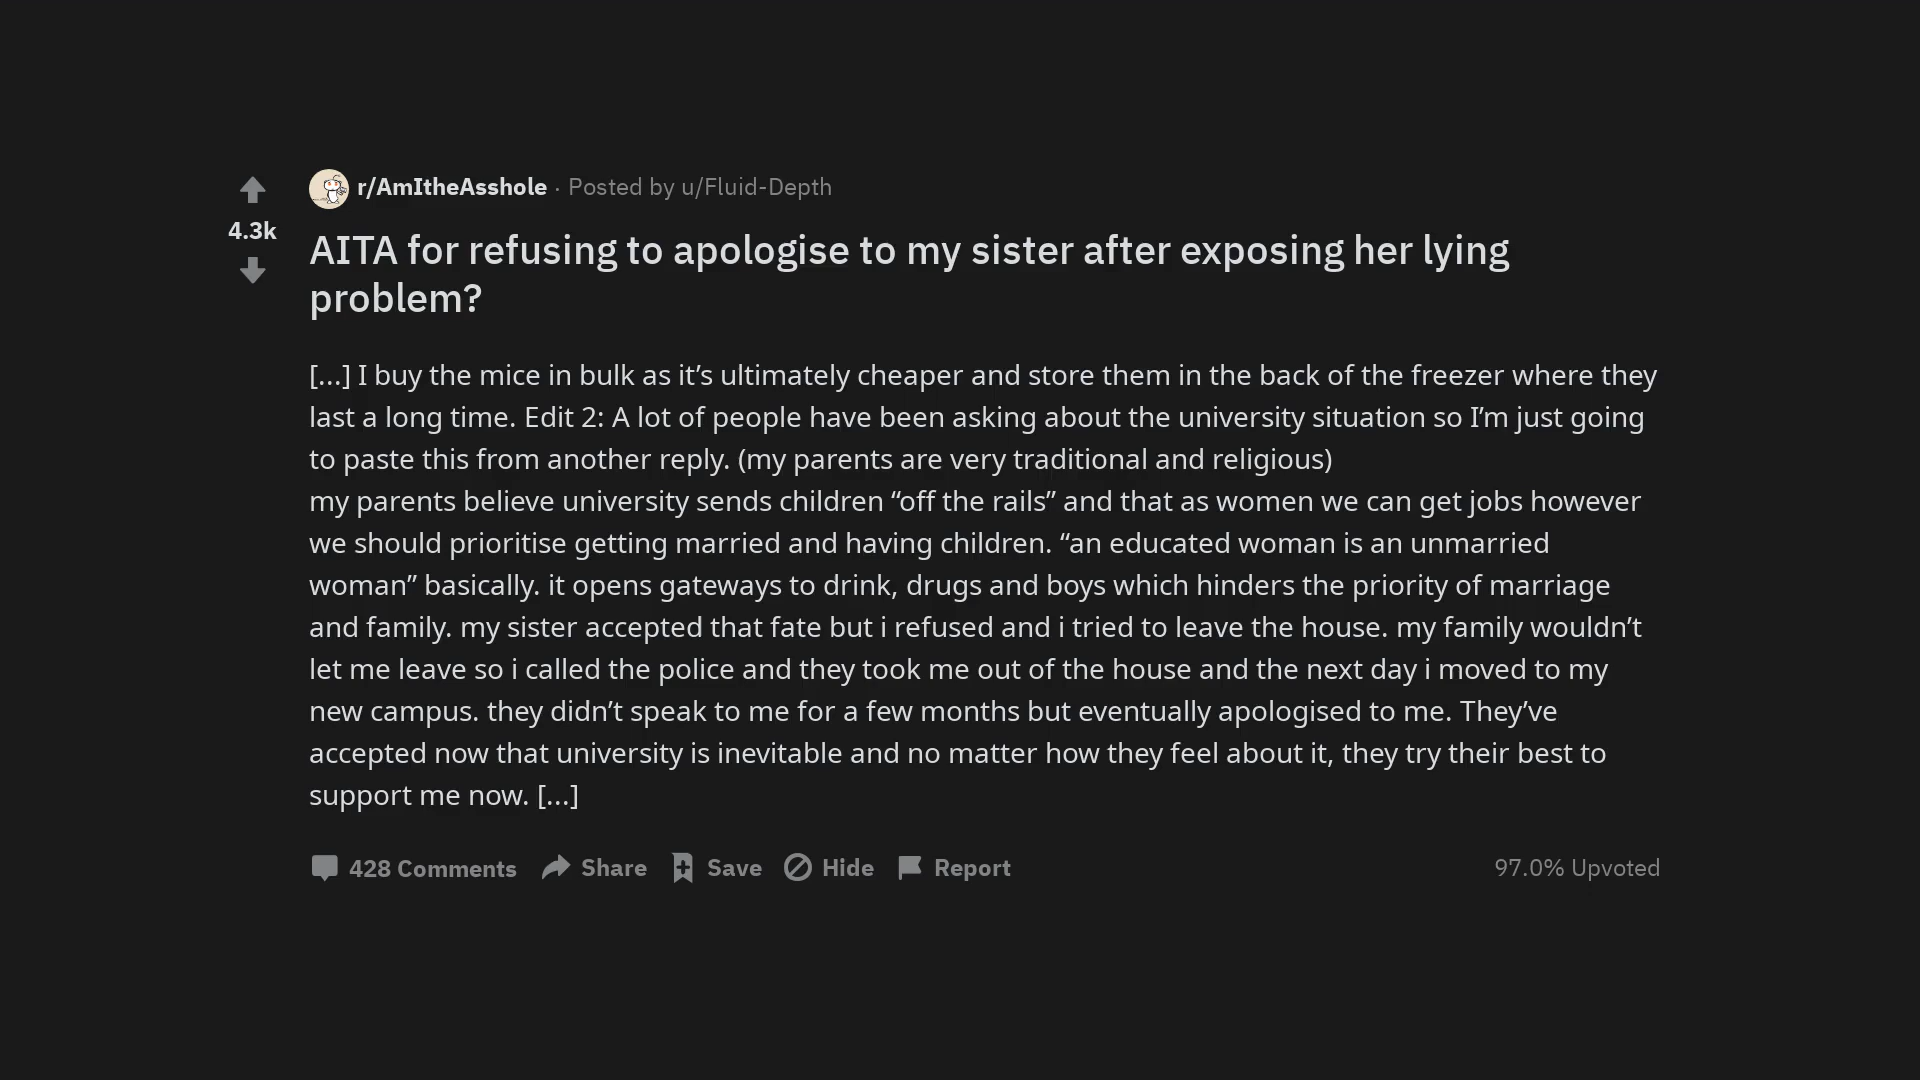 r/AmItheAsshole · Posted by u/Fluid-Depth
4.3k
AITA for refusing to apologise to my sister after exposing her lying
problem?
[...] I buy the mice in bulk as it’s ultimately cheaper and store them in the back of the freezer where they
last a long time. Edit 2: A lot of people have been asking about the university situation so I’m just going
to paste this from another reply. (my parents are very traditional and religious)
my parents believe university sends children “off the rails” and that as women we can get jobs however
we should prioritise getting married and having children. “an educated woman is an unmarried
woman” basically. it opens gateways to drink, drugs and boys which hinders the priority of marriage
and family. my sister accepted that fate but i refused and i tried to leave the house. my family wouldn’t
let me leave so i called the police and they took me out of the house and the next day i moved to my
new campus. they didn’t speak to me for a few months but eventually apologised to me. They’ve
accepted now that university is inevitable and no matter how they feel about it, they try their best to
support me now. [...]
428 Comments Share Save Hide Report 97.0% Upvoted